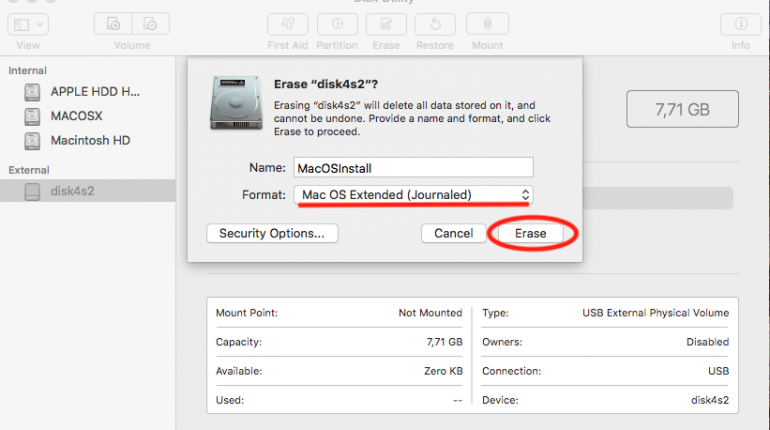 Disk Utility
View
Volume
First Aid
Partition
Erase
Restore
Mount
Info
Internal
APPLE HDD H...
MACOSX
Macintosh HD
External
disk4s2
Erase “disk4s2”?
Erasing “disk4s2” will delete all data stored on it, and
cannot be undone. Provide a name and format, and click
Erase to proceed.
Name: MacOSInstall
Format: Mac OS Extended (Journaled)
Security Options...
Cancel
Erase
7,71 GB
Mount Point: Not Mounted
Capacity: 7,71 GB
Available: Zero KB
Used: --
Type: USB External Physical Volume
Owners: Disabled
Connection: USB
Device: disk4s2